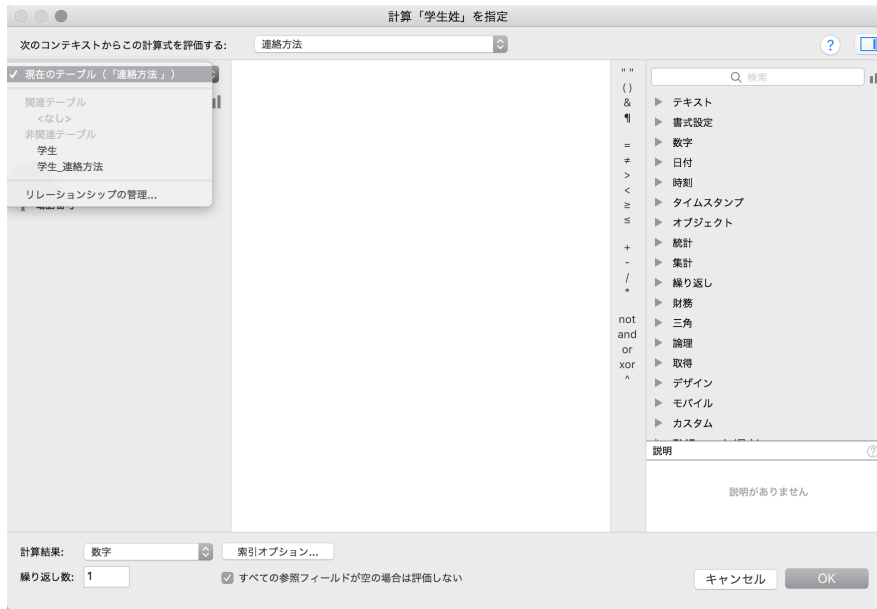 計算「学生姓」を指定
次のコンテキストからこの計算式を評価する:
連絡方法
?
✓ 現在のテーブル（「連絡方法 」）
関連テーブル
<なし>
非関連テーブル
学生
学生_連絡方法
リレーションシップの管理...
" "
( )
&
¶
=
≠
>
<
≥
≤
+
-
/
*
not
and
or
xor
^
検索
テキスト
書式設定
数字
日付
時刻
タイムスタンプ
オブジェクト
統計
集計
繰り返し
財務
三角
論理
取得
デザイン
モバイル
カスタム
説明
?
説明がありません
計算結果:
数字
索引オプション...
繰り返し数:
1
すべての参照フィールドが空の場合は評価しない
キャンセル
OK